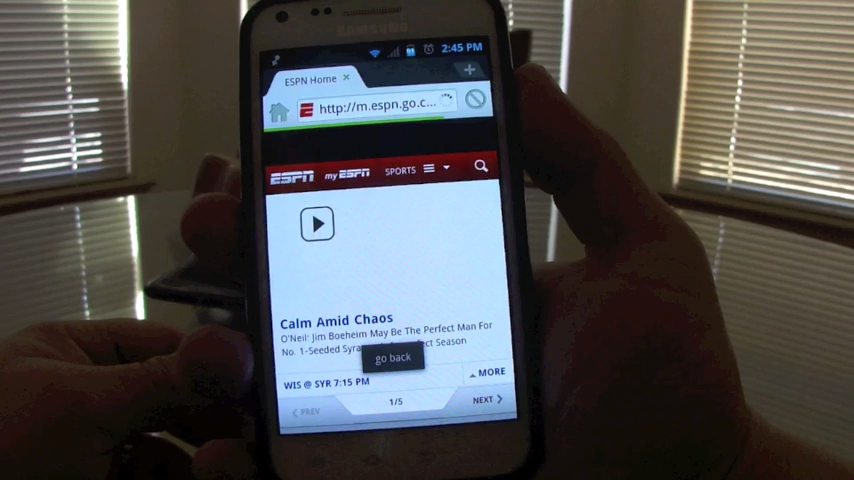 SAMSUNG
2:45 PM
ESPN Home ×
+
http://m.espn.go.c...
ESPN myESPN SPORTS
Calm Amid Chaos
O'Neil: Jim Boeheim May Be The Perfect Man For
No. 1-Seeded Season
go back
WIS @ SYR 7:15 PM
MORE
PREV
1/5
NEXT